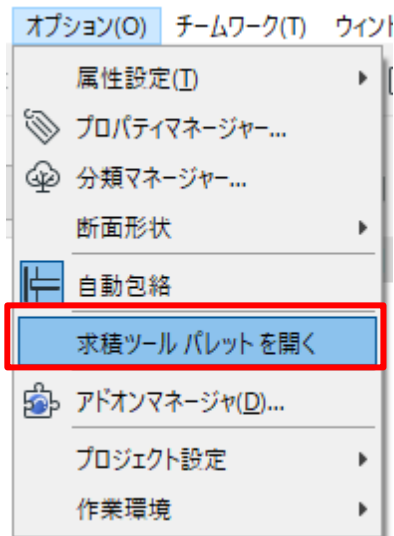 オプション(O) チームワーク(T) ウィント
属性設定(T)
プロパティマネージャー...
分類マネージャー...
断面形状
自動包絡
求積ツール パレット を開く
アドオンマネージャ(D)...
プロジェクト設定
作業環境